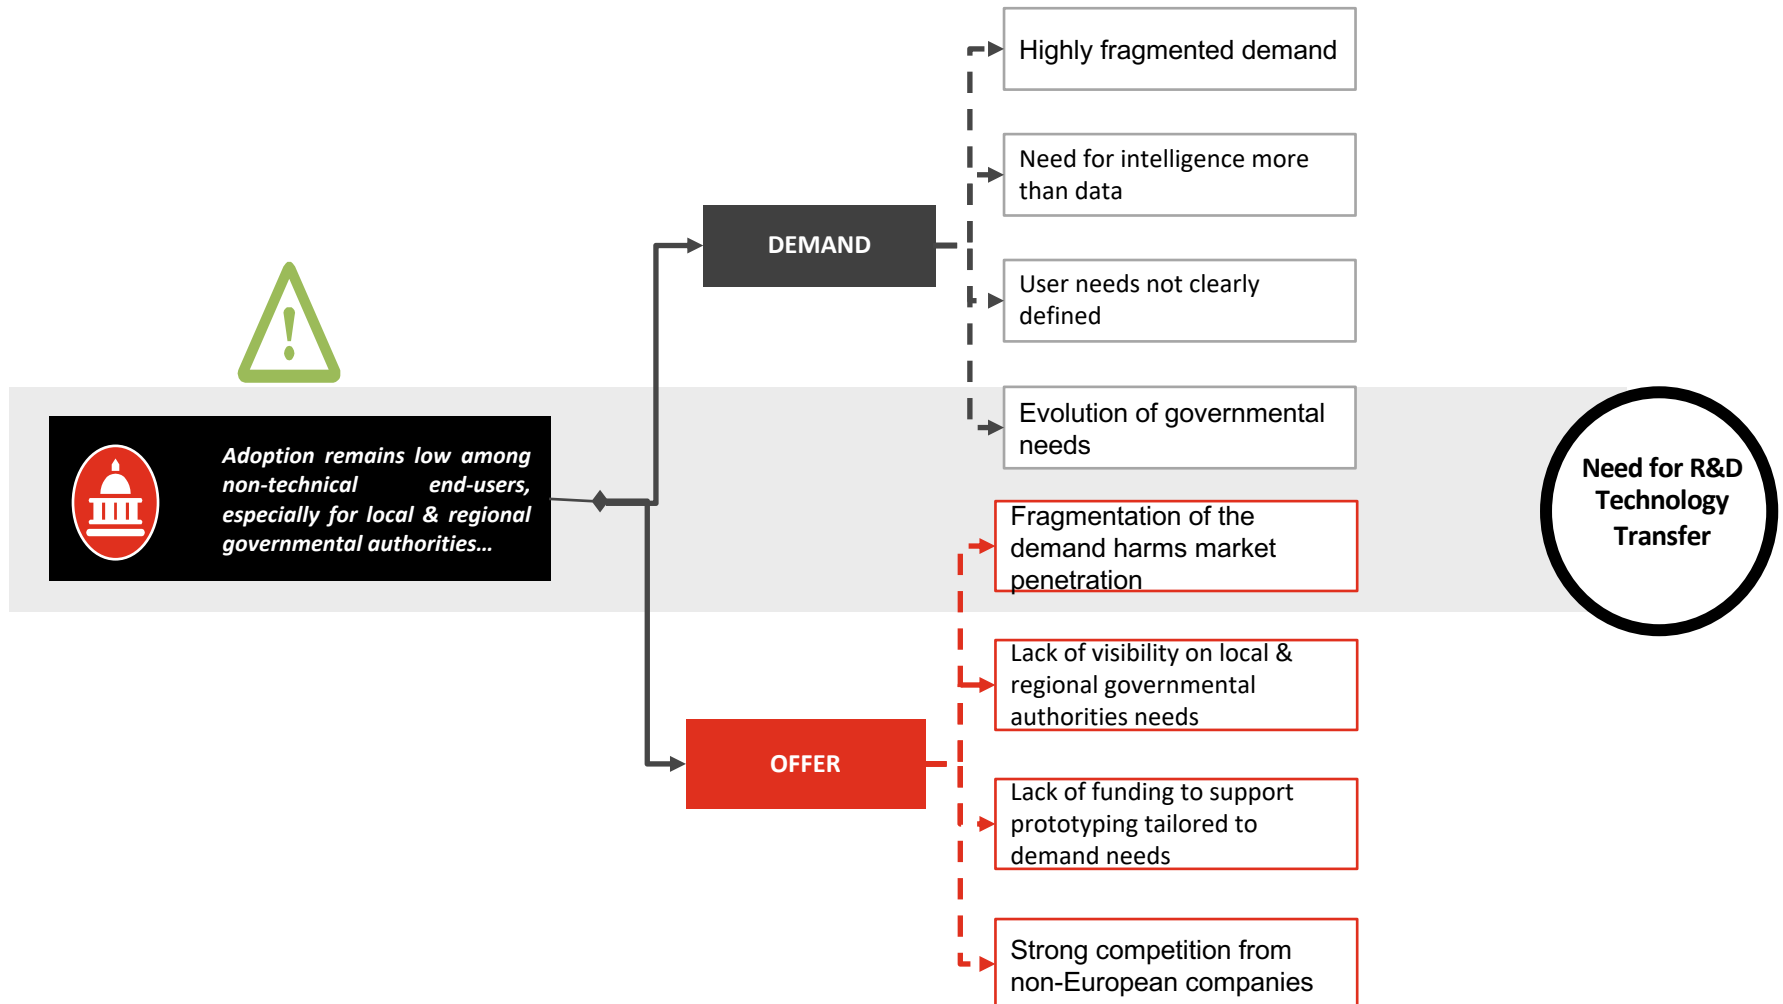 Highly fragmented demand
Need for intelligence more
than data
DEMAND
User needs not clearly
defined
!
Evolution of governmental
needs
Adoption remains low among
non-technical end-users,
especially for local & regional
governmental authorities…
Need for R&D
Technology
Transfer
Fragmentation of the
demand harms market
penetration
Lack of visibility on local &
regional governmental
authorities needs
OFFER
Lack of funding to support
prototyping tailored to
demand needs
Strong competition from
non-European companies